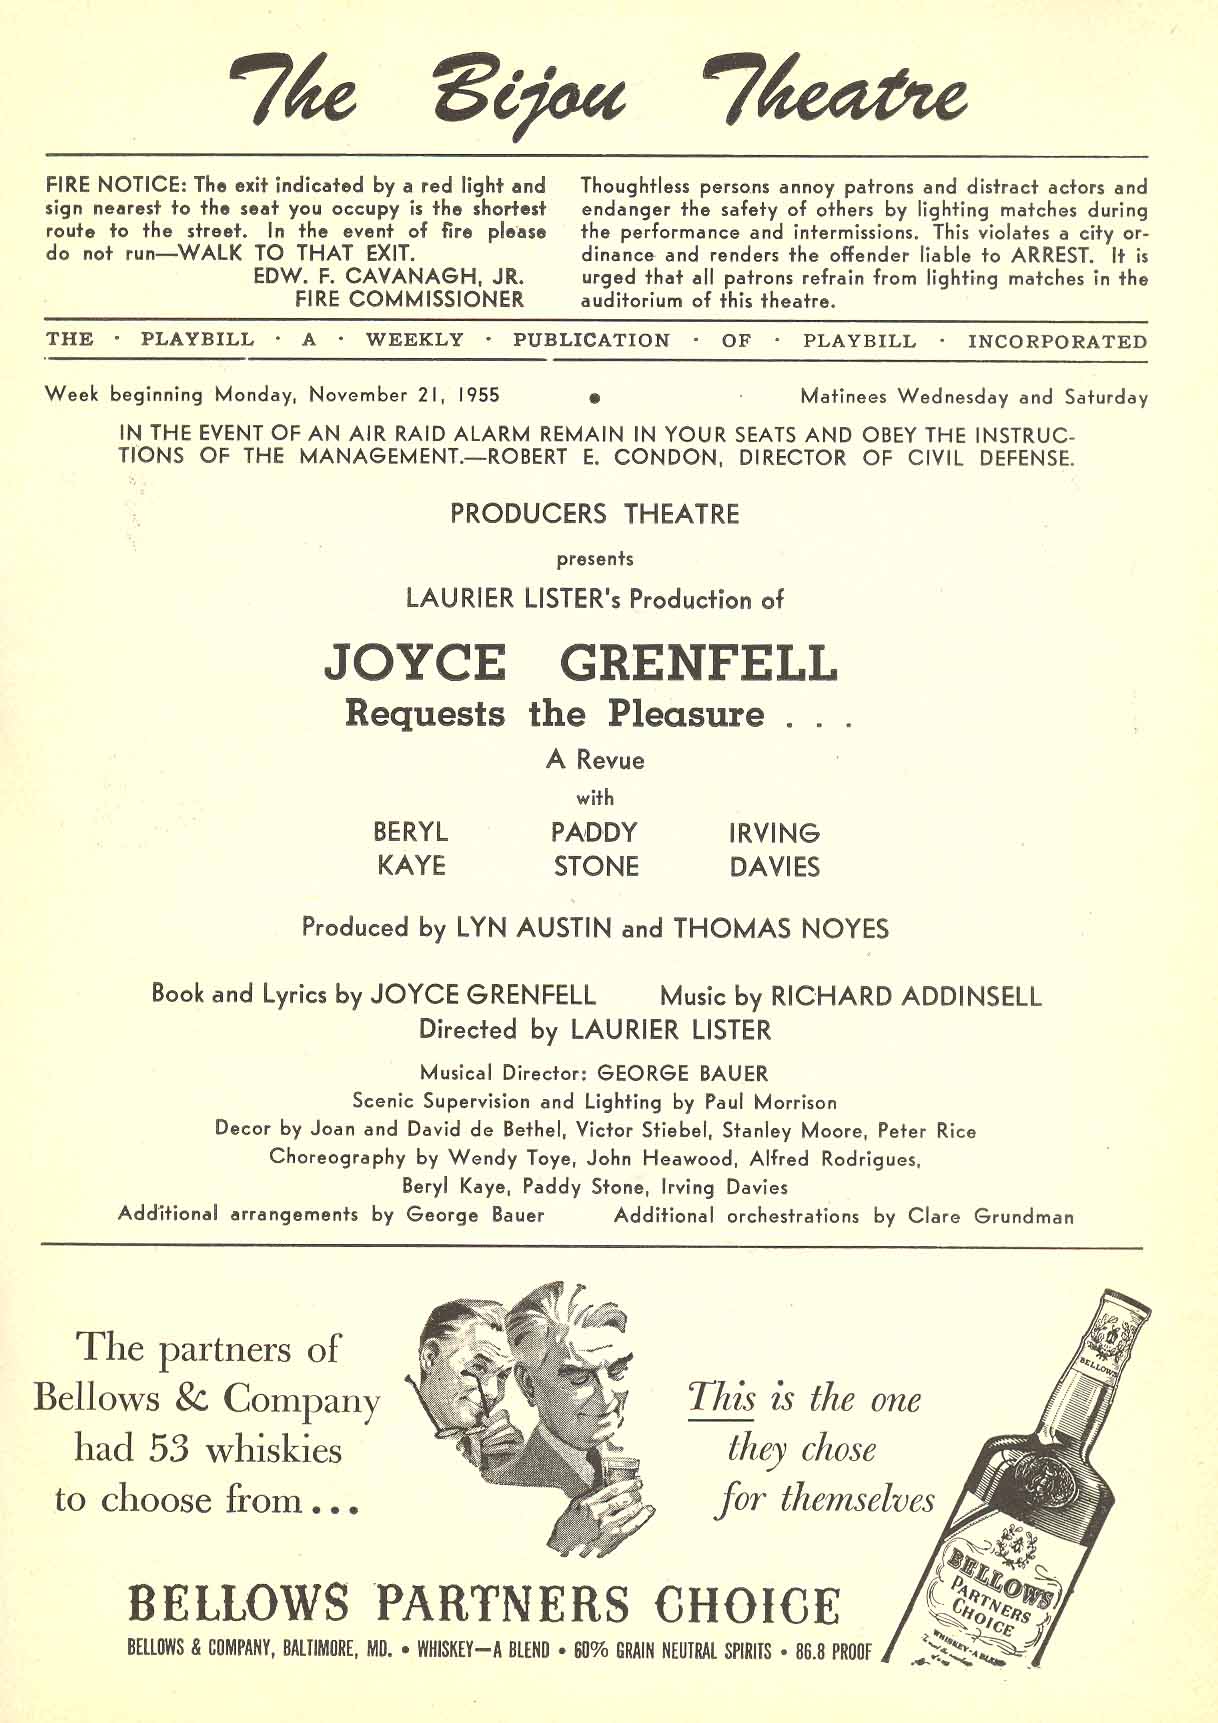 The Bijou Theatre
FIRE NOTICE: The exit indicated by a red light and
sign nearest to the seat you occupy is the shortest
route to the street. In the event of fire please
do not run—WALK TO THAT EXIT.
EDW. F. CAVANAGH, JR.
FIRE COMMISSIONER
Thoughtless persons annoy patrons and distract actors and
endanger the safety of others by lighting matches during
the performance and intermissions. This violates a city or-
dinance and renders the offender liable to ARREST. It is
urged that all patrons refrain from lighting matches in the
auditorium of this theatre.
THE · PLAYBILL · A · WEEKLY · PUBLICATION · OF · PLAYBILL · INCORPORATED
Week beginning Monday, November 21, 1955 • Matinees Wednesday and Saturday
IN THE EVENT OF AN AIR RAID ALARM REMAIN IN YOUR SEATS AND OBEY THE INSTRUC-
TIONS OF THE MANAGEMENT.—ROBERT E. CONDON, DIRECTOR OF CIVIL DEFENSE.
PRODUCERS THEATRE
presents
LAURIER LISTER's Production of
JOYCE GRENFELL
Requests the Pleasure . . .
A Revue
with
BERYL PADDY IRVING
KAYE STONE DAVIES
Produced by LYN AUSTIN and THOMAS NOYES
Book and Lyrics by JOYCE GRENFELL Music by RICHARD ADDINSELL
Directed by LAURIER LISTER
Musical Director: GEORGE BAUER
Scenic Supervision and Lighting by Paul Morrison
Decor by Joan and David de Bethel, Victor Stiebel, Stanley Moore, Peter Rice
Choreography by Wendy Toye, John Heawood, Alfred Rodrigues,
Beryl Kaye, Paddy Stone, Irving Davies
Additional arrangements by George Bauer Additional orchestrations by Clare Grundman
The partners of
Bellows & Company
had 53 whiskies
to choose from...
This is the one
they chose
for themselves
BELLOWS
BELLOWS
PARTNERS
CHOICE
WHISKEY—A BLEND
BELLOWS PARTNERS CHOICE
BELLOWS & COMPANY, BALTIMORE, MD. • WHISKEY—A BLEND • 60% GRAIN NEUTRAL SPIRITS • 86.8 PROOF